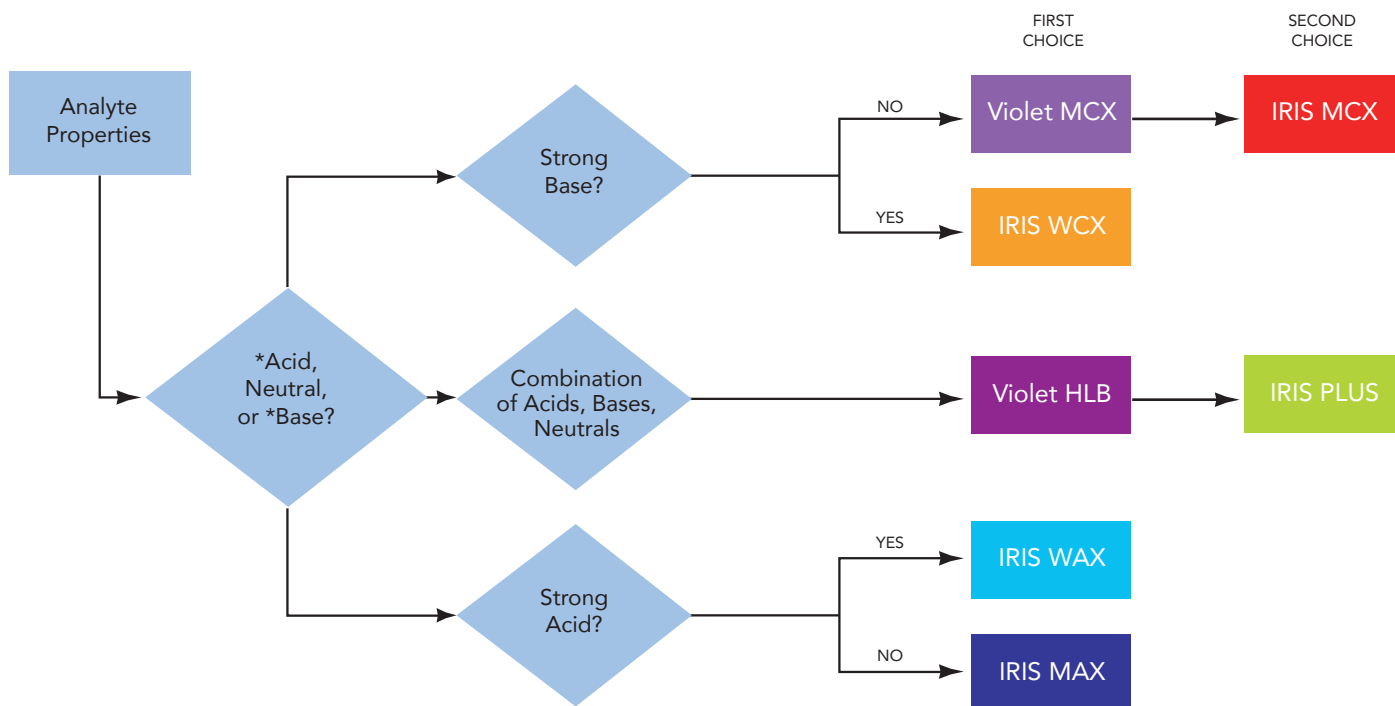 FIRST
CHOICE
SECOND
CHOICE
Analyte
Properties
Strong
Base?
NO
Violet MCX
IRIS MCX
YES
IRIS WCX
*Acid,
Neutral,
or *Base?
Combination
of Acids, Bases,
Neutrals
Violet HLB
IRIS PLUS
Strong
Acid?
YES
IRIS WAX
NO
IRIS MAX